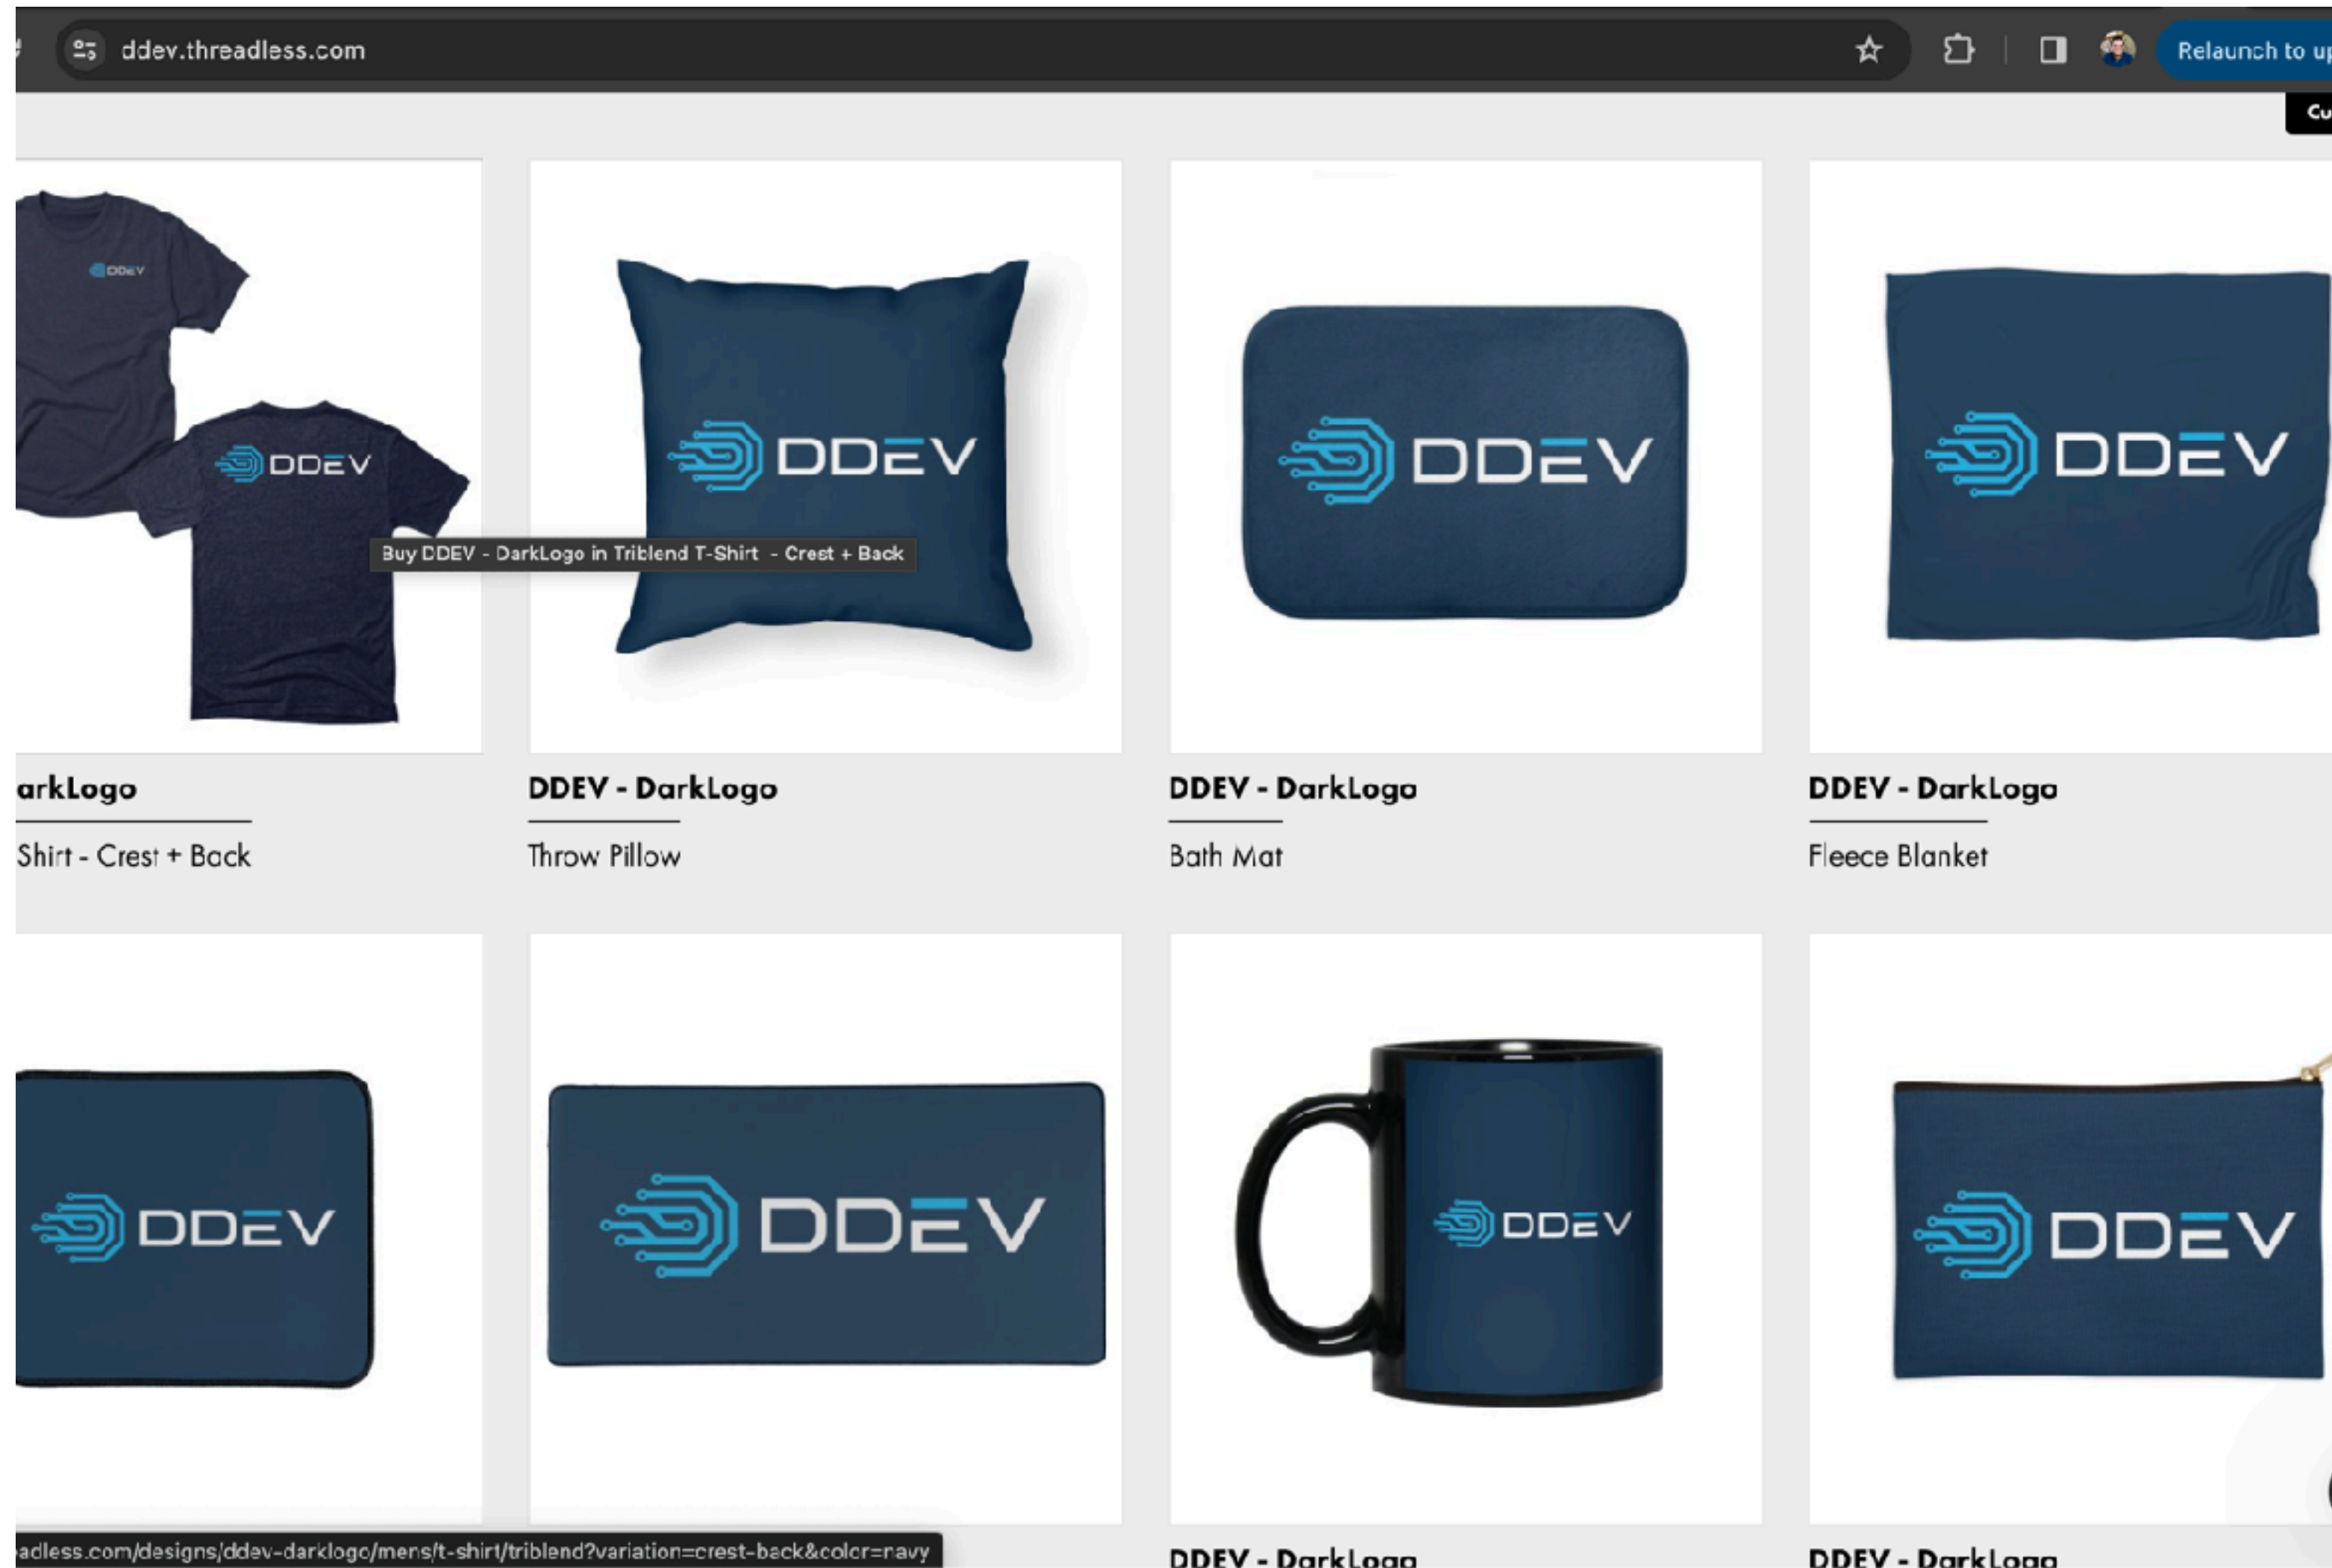 ddev.threadless.com
Relaunch to up
Cu
DDEV
DDEV
Buy DDEV - DarkLogo in Triblend T-Shirt - Crest + Back
DDEV
DDEV
DDEV
arkLogo
Shirt - Crest + Back
DDEV - DarkLogo
Throw Pillow
DDEV - DarkLogo
Bath Mat
DDEV - DarkLogo
Fleece Blanket
DDEV
DDEV
DDEV
DDEV
adless.com/designs/ddev-darklogo/mens/t-shirt/triblend?variation=crest-back&color=navy
DDEV - DarkLogo
DDEV - DarkLogo